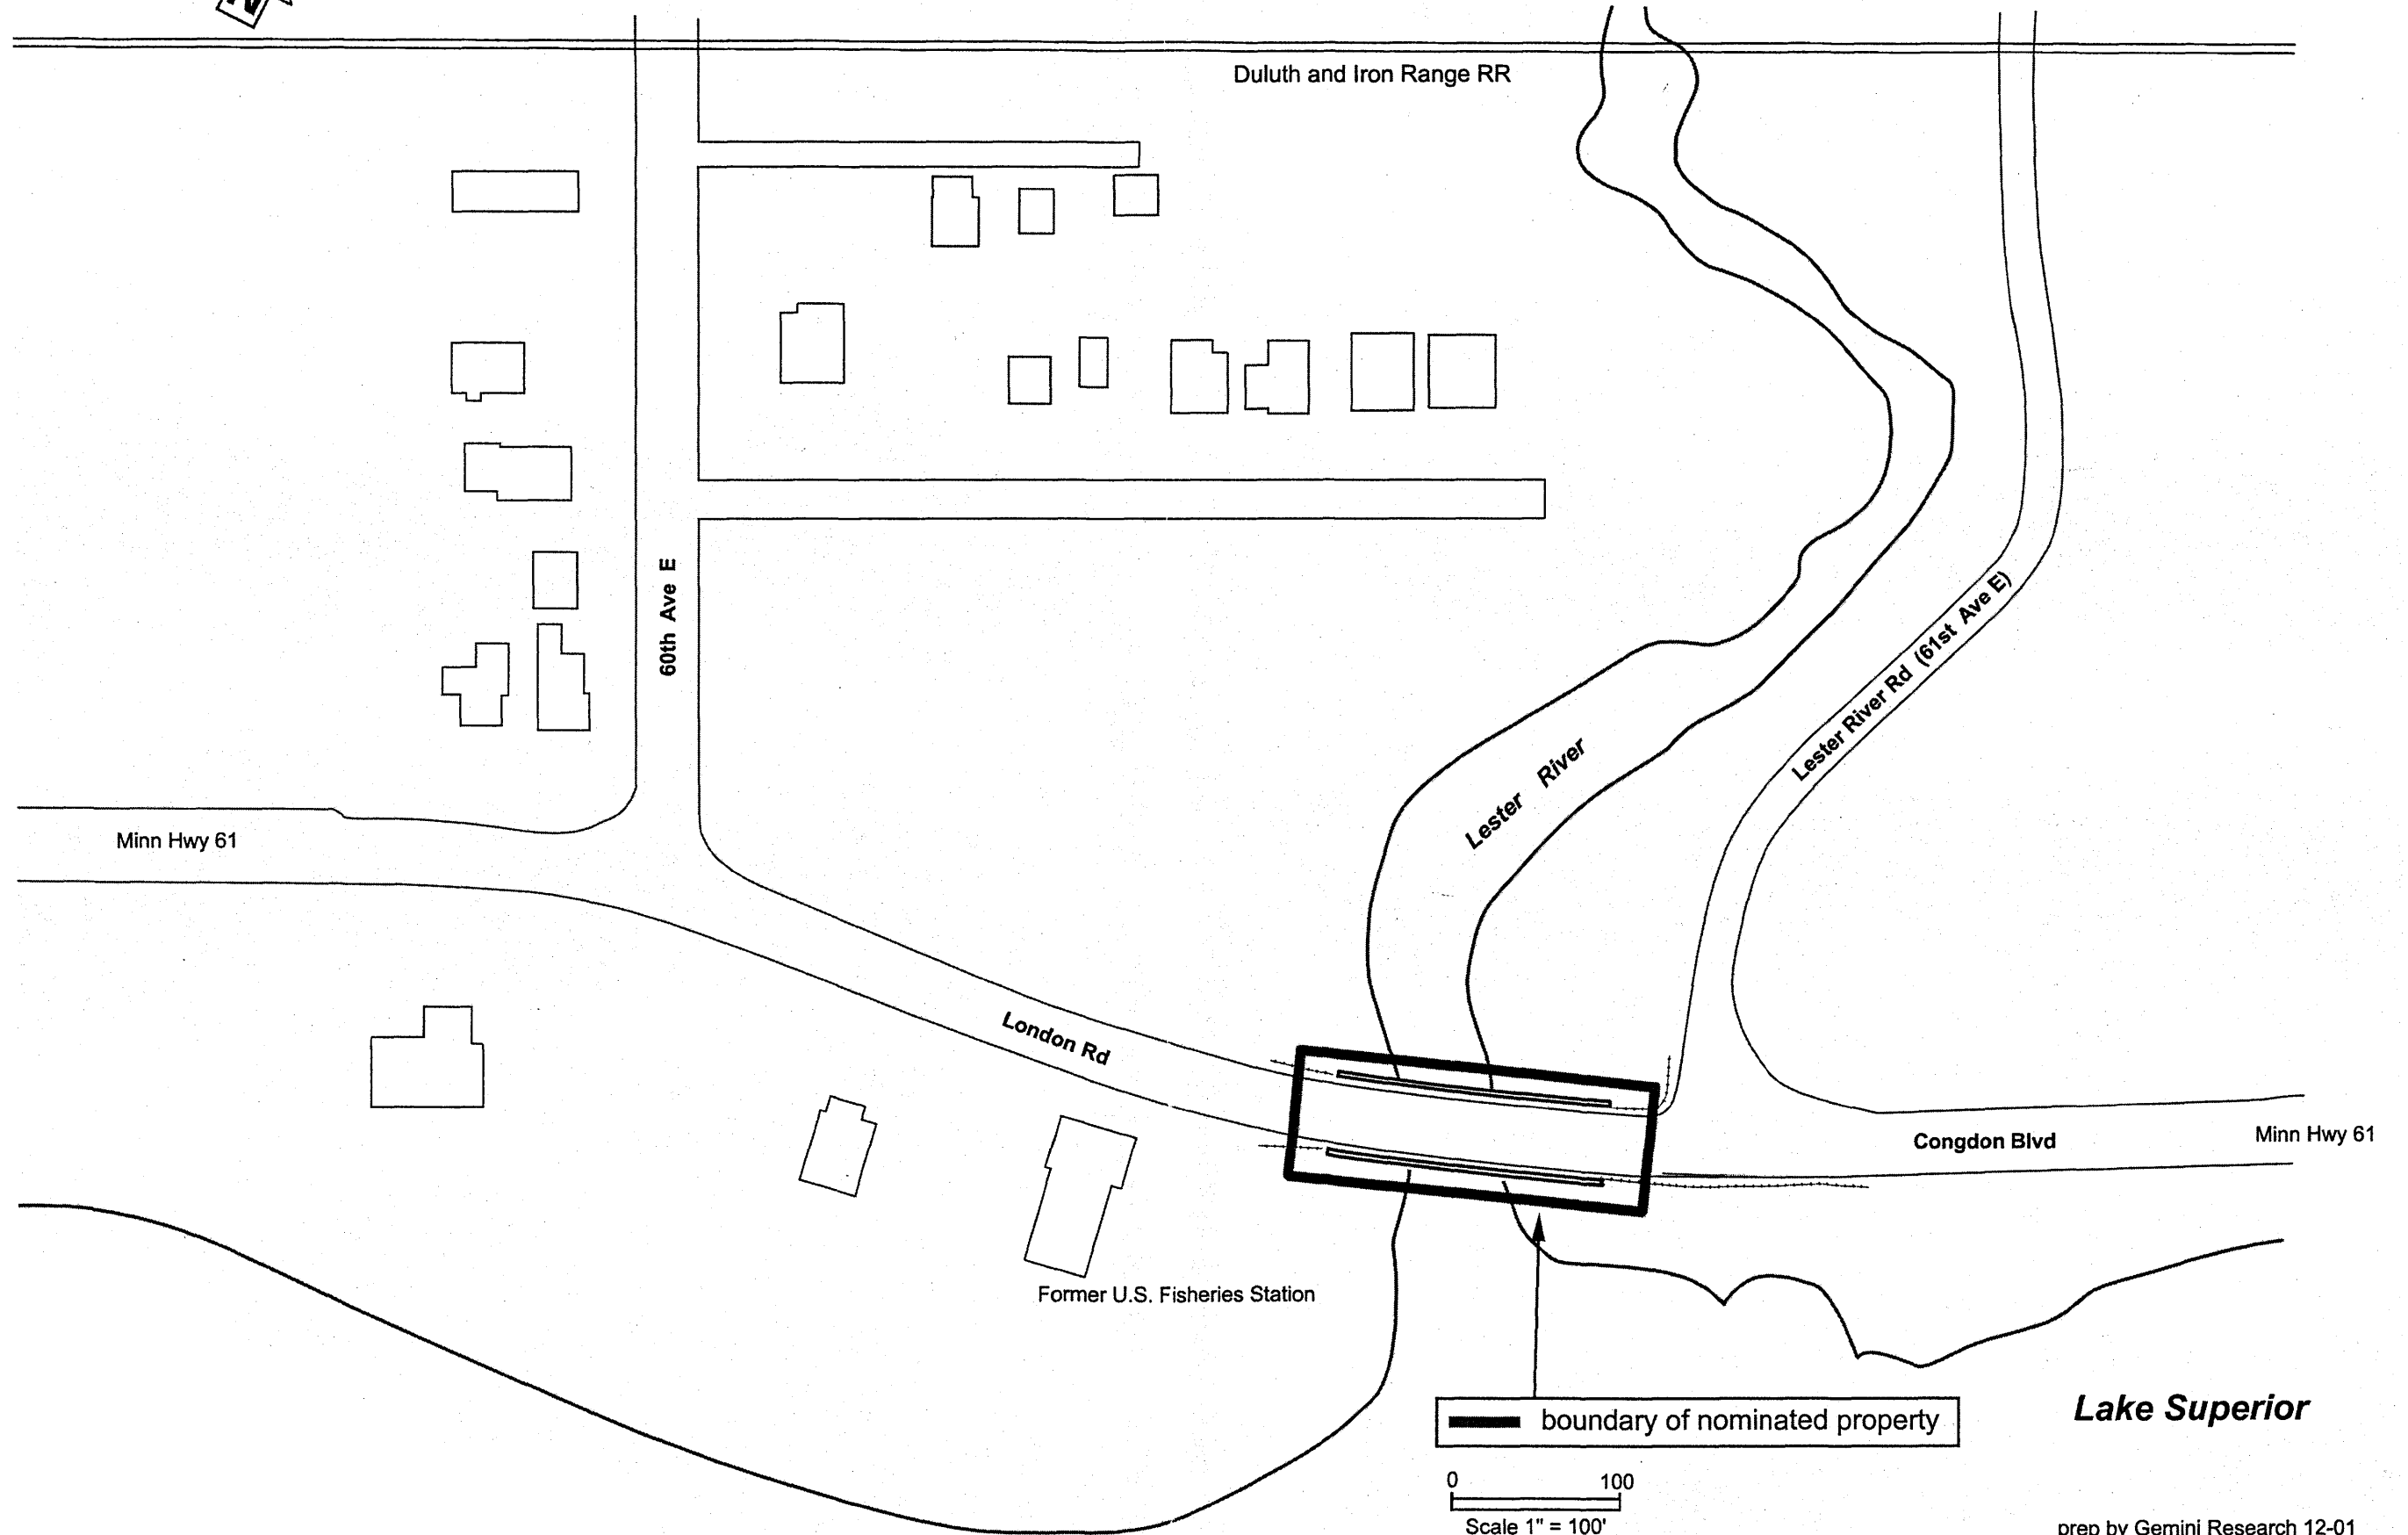 Duluth and Iron Range RR
60th Ave E
Lester River Rd (61st Ave E)
Lester River
Minn Hwy 61
London Rd
Congdon Blvd
Minn Hwy 61
Former U.S. Fisheries Station
Lake Superior
boundary of nominated property
0 100
Scale 1" = 100'
prep by Gemini Research 12-01